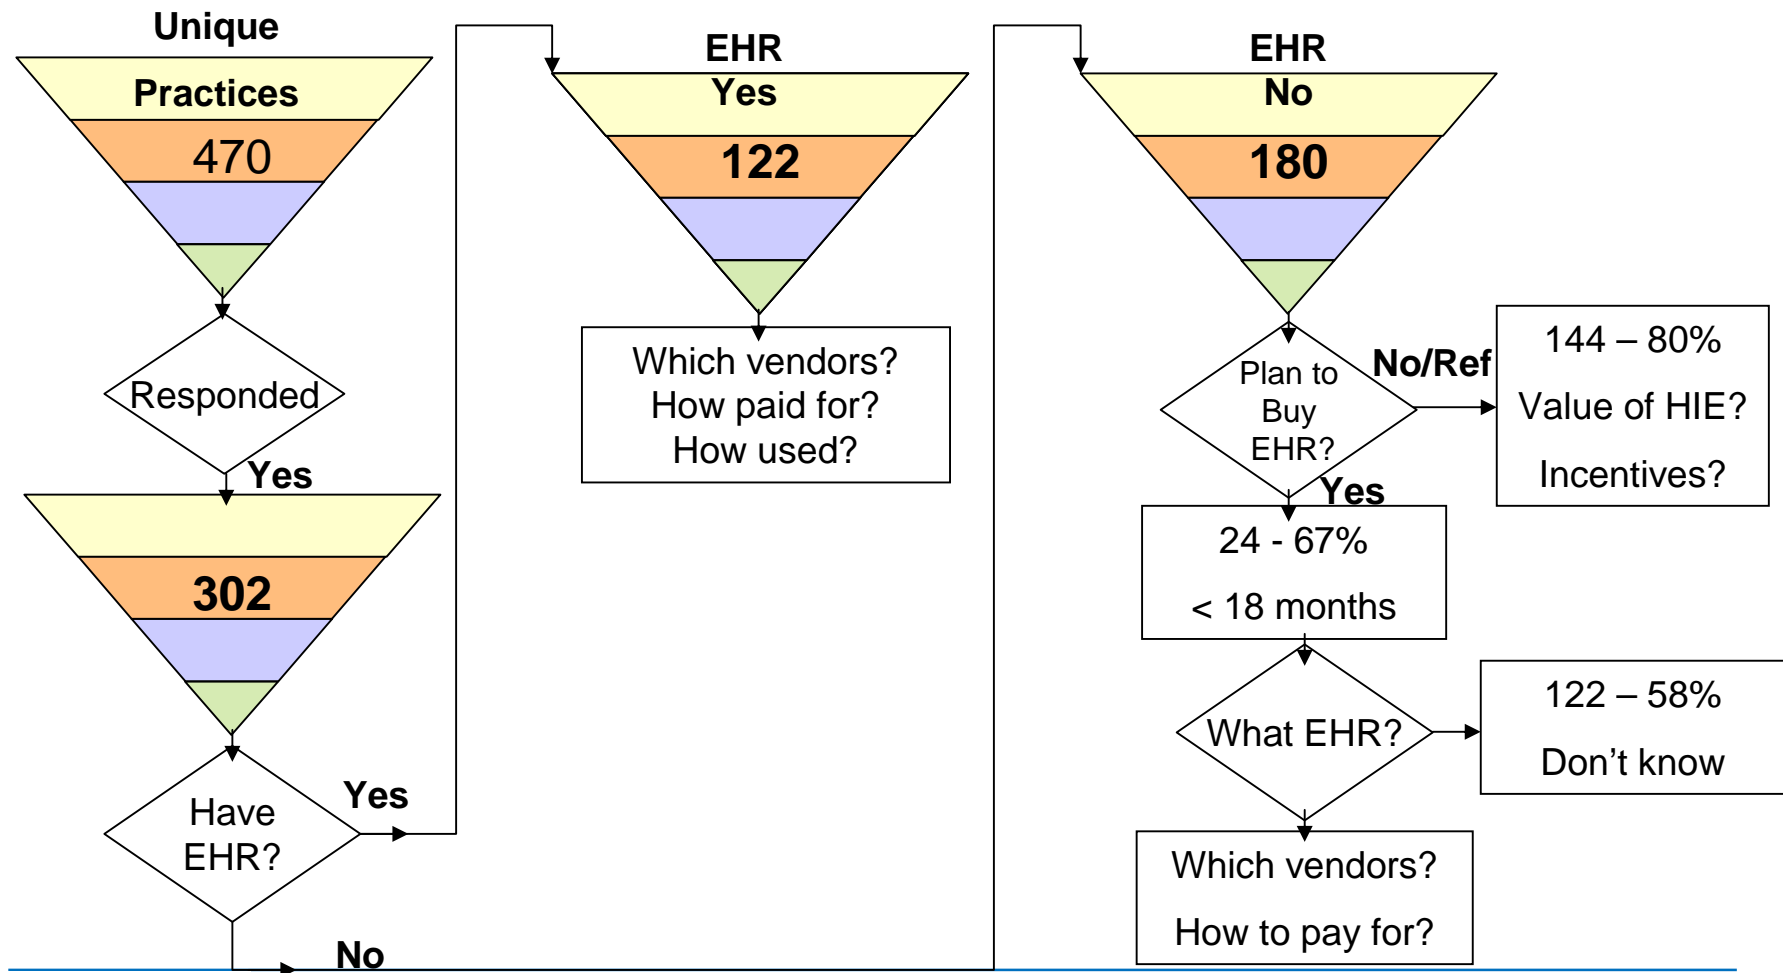 Unique
Practices
470
Responded
Yes
302
Have
EHR?
Yes
No
EHR
Yes
122
Which vendors?
How paid for?
How used?
EHR
No
180
Plan to
Buy
EHR?
No/Ref
144 – 80%
Value of HIE?
Incentives?
Yes
24 - 67%
< 18 months
What EHR?
122 – 58%
Don’t know
Which vendors?
How to pay for?